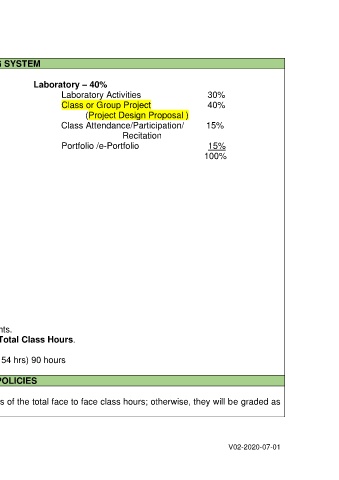 SYSTEM
Laboratory – 40%
Laboratory Activities 30%
Class or Group Project 40%
(Project Design Proposal )
Class Attendance/Participation/ 15%
Recitation
Portfolio /e-Portfolio 15%
100%
nts.
Total Class Hours.
54 hrs) 90 hours
POLICIES
s of the total face to face class hours; otherwise, they will be graded as
V02-2020-07-01